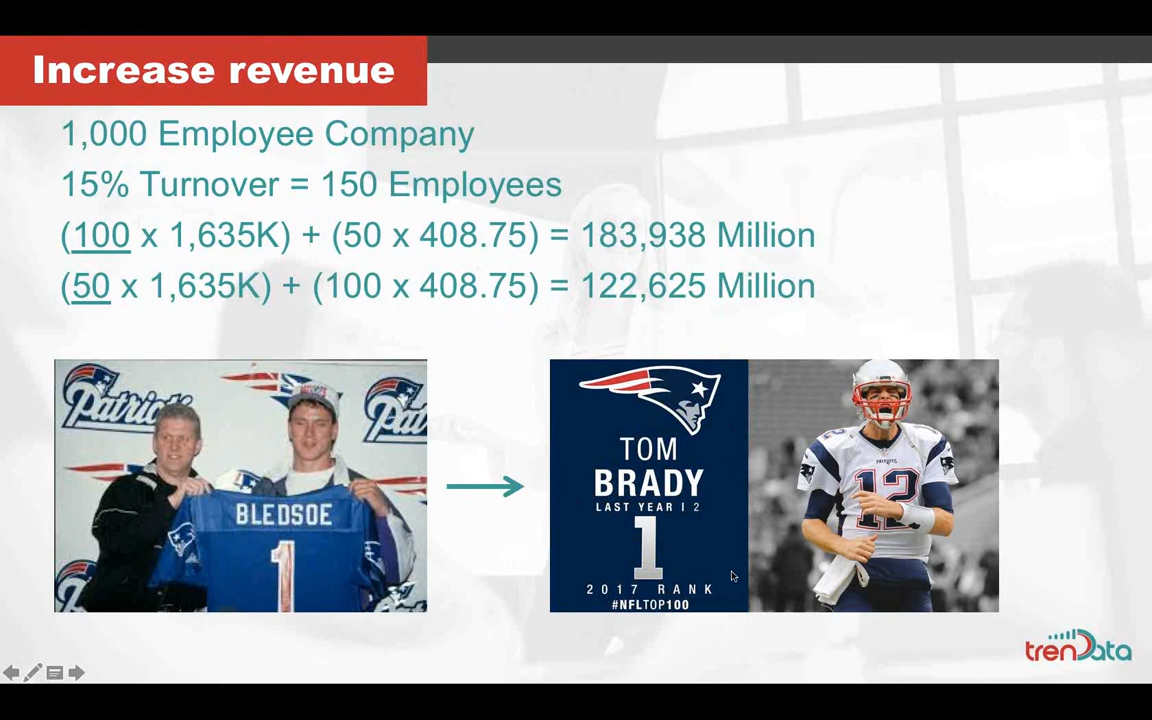 Increase revenue
1,000 Employee Company
15% Turnover = 150 Employees
(100 x 1,635K) + (50 x 408.75) = 183,938 Million
(50 x 1,635K) + (100 x 408.75) = 122,625 Million
Patriots
Pat
BLEDSOE
1
TOM
BRADY
LAST YEAR | 2
1
2017 RANK
#NFLTOP100
PATRIOTS
12
trenData